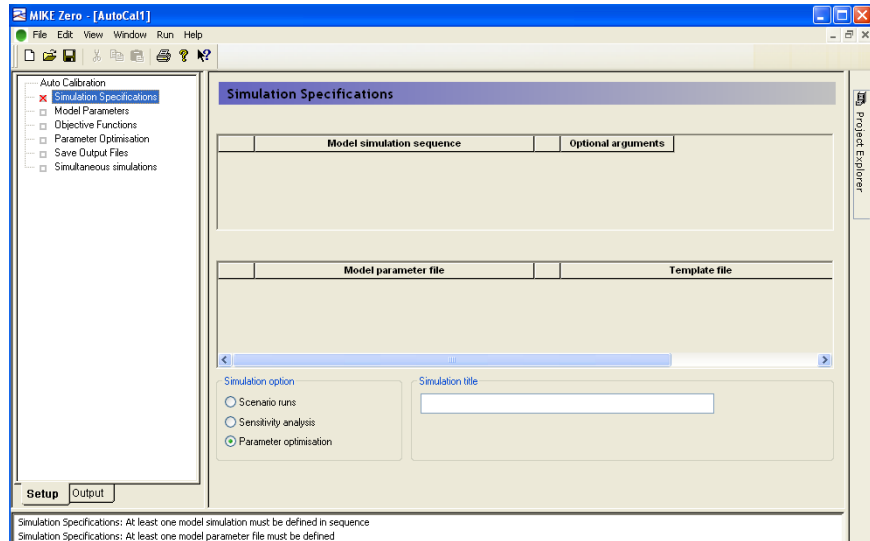 MIKE Zero - [AutoCal1]
File Edit View Window Run Help
Auto Calibration
Simulation Specifications
Model Parameters
Objective Functions
Parameter Optimisation
Save Output Files
Simultaneous simulations
Setup Output
Simulation Specifications
Model simulation sequence Optional arguments
Model parameter file Template file
Simulation option
Scenario runs
Sensitivity analysis
Parameter optimisation
Simulation title
Project Explorer
Simulation Specifications: At least one model simulation must be defined in sequence
Simulation Specifications: At least one model parameter file must be defined